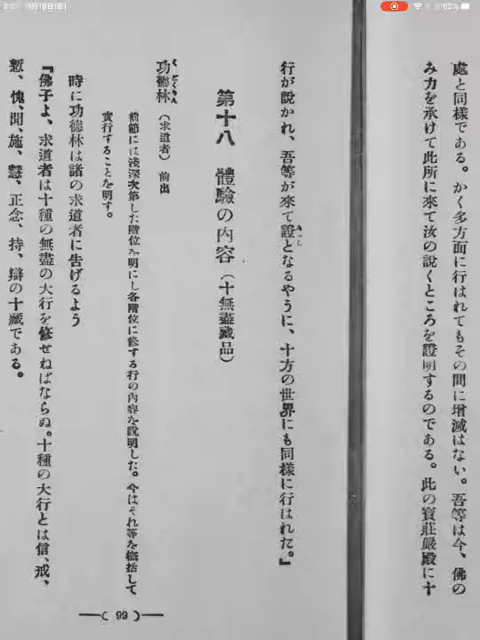 處と同樣である。かく多方面に行はれてもその間に增減はない。吾等は今、佛の
み力を承けて此所に來て汝の說くところを證明するのである。此の寶莊嚴殿に十
行が說かれ、吾等が來て證となるやうに、十方の世界にも同樣に行はれた。』
第十八 體驗の內容（十無盡藏品）
功德林（求道者）前出
前節には淺深次第した階位を明にし各階位に修する行の內容を說明した。今はそれ等を概括して
實行することを明す。
時に功德林は諸の求道者に告げるよう
『佛子よ、求道者は十種の無盡の大行を修せねばならぬ。十種の大行とは信、戒、
慙、愧、聞、施、慧、正念、持、辯の十藏である。
( 99 )